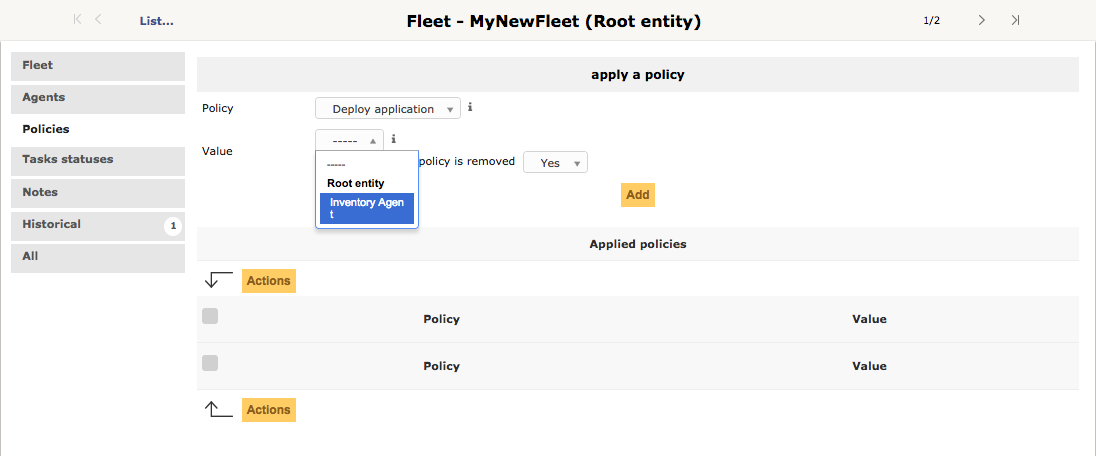 List...
Fleet - MyNewFleet (Root entity)
1/2
Fleet
Agents
Policies
Tasks statuses
Notes
Historical
1
All
apply a policy
Policy
Deploy application
Value
-----
-----
Root entity
Inventory Agen
t
policy is removed
Yes
Add
Applied policies
Actions
Policy Value
Policy Value
Actions